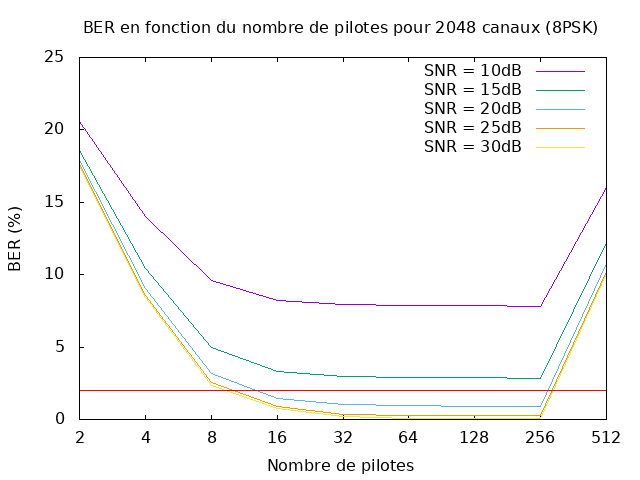 BER en fonction du nombre de pilotes pour 2048 canaux (8PSK)
25
20
15
10
5
0
BER (%)
SNR = 10dB
SNR = 15dB
SNR = 20dB
SNR = 25dB
SNR = 30dB
2 4 8 16 32 64 128 256 512
Nombre de pilotes